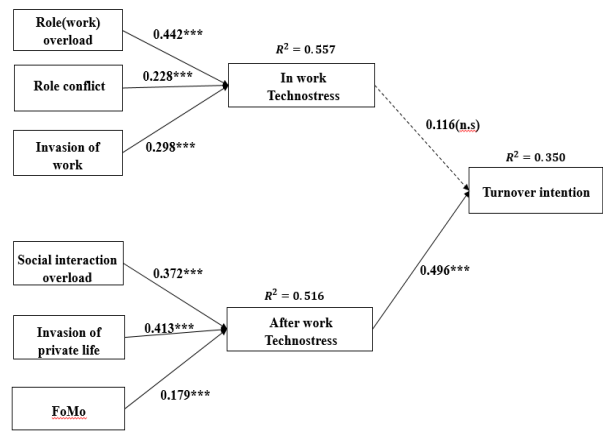 Role(work)
overload
0.442***
R² = 0.557
Role conflict
0.228***
In work
Technostress
Invasion of
work
0.298***
0.116(n.s)
R² = 0.350
Turnover intention
Social interaction
overload
0.372***
0.496***
R² = 0.516
Invasion of
private life
0.413***
After work
Technostress
FoMo
0.179***